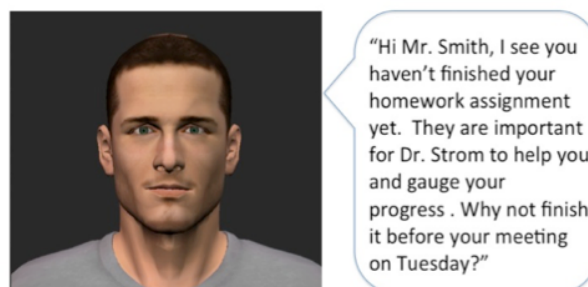 “Hi Mr. Smith, I see you
haven’t finished your
homework assignment
yet.  They are important
for Dr. Strom to help you
and gauge your
progress . Why not finish
it before your meeting
on Tuesday?”